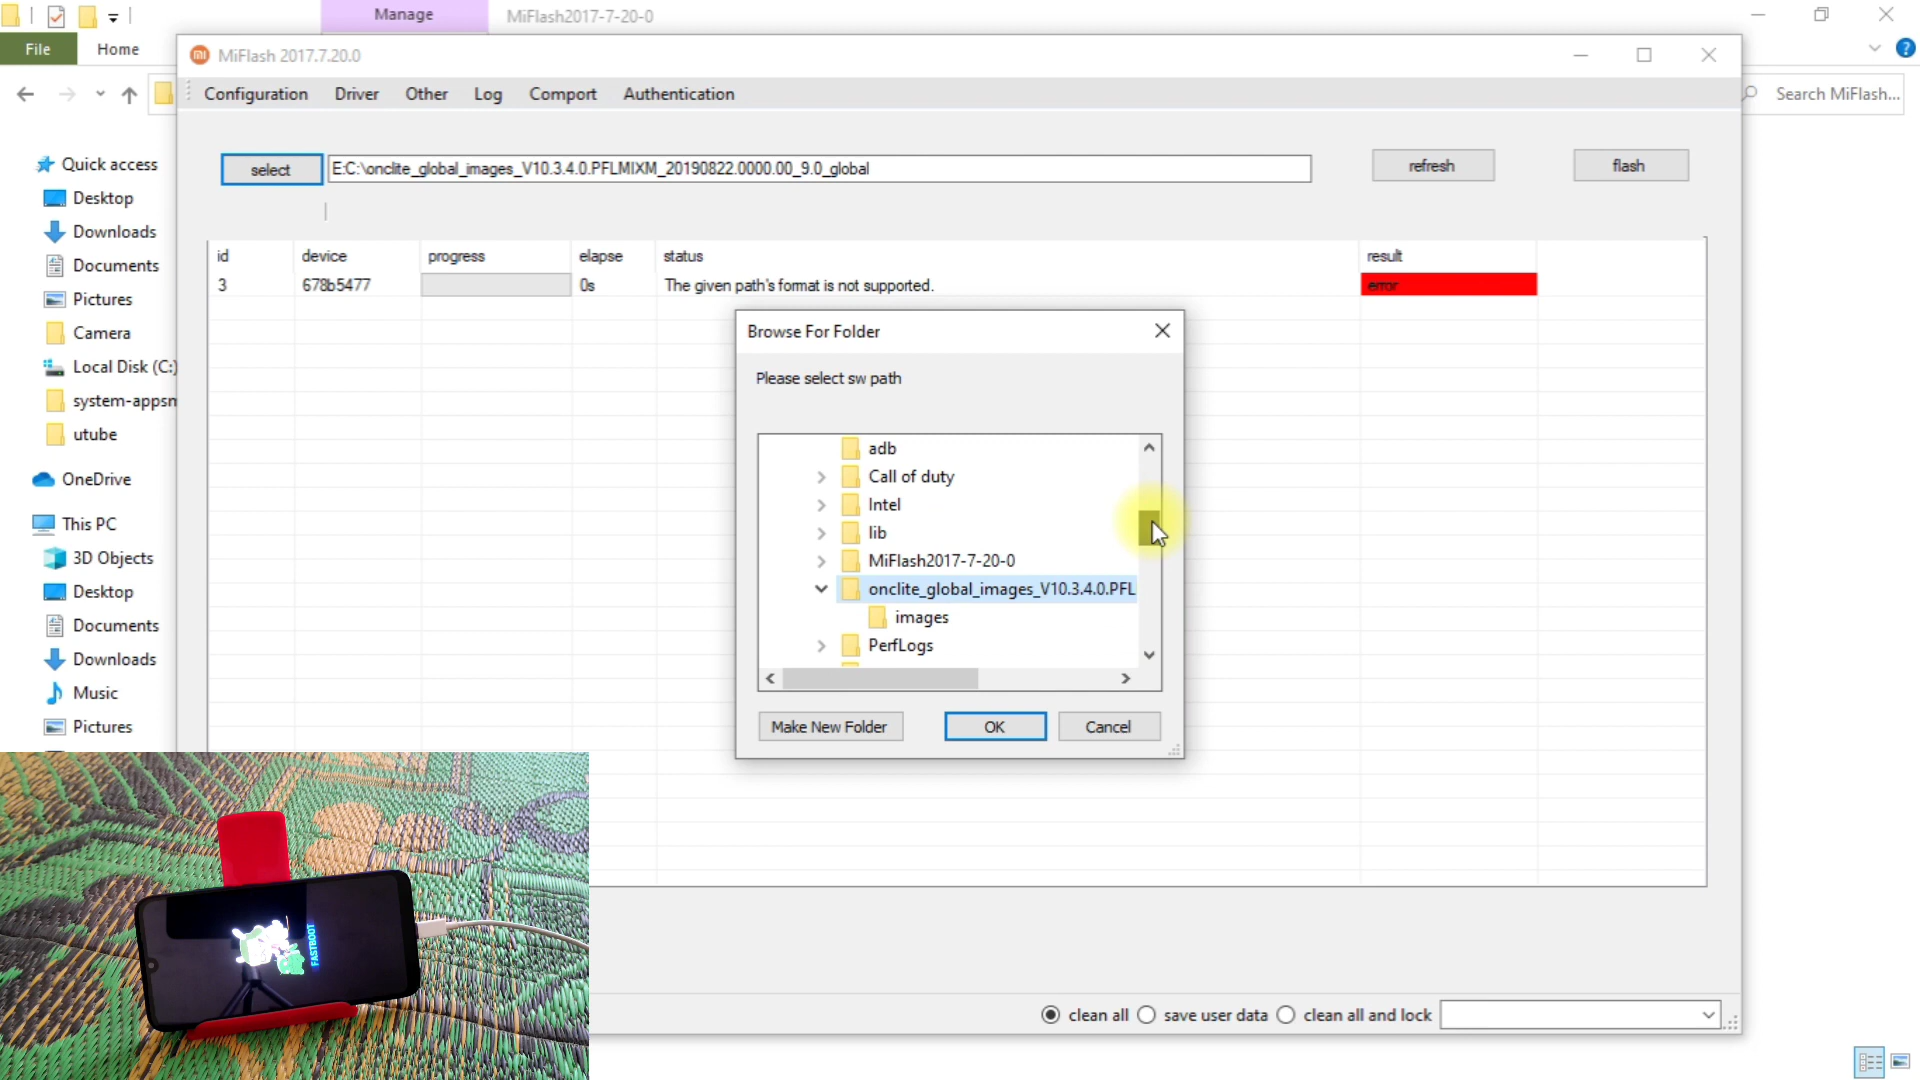 Manage
MiFlash2017-7-20-0
File
Home
MiFlash 2017.7.20.0
Configuration
Driver
Other
Log
Comport
Authentication
Search MiFlash...
select
E:C:\onclite_global_images_V10.3.4.0.PFLMIXM_20190822.0000.00_9.0_global
refresh
flash
id
device
progress
elapse
status
result
3
678b5477
0s
The given path's format is not supported.
error
Quick access
Desktop
Downloads
Documents
Pictures
Camera
Local Disk (C:)
system-appsm
utube
OneDrive
This PC
3D Objects
Desktop
Documents
Downloads
Music
Pictures
Browse For Folder
Please select sw path
adb
Call of duty
Intel
lib
MiFlash2017-7-20-0
onclite_global_images_V10.3.4.0.PFL
images
PerfLogs
Make New Folder
OK
Cancel
FASTBOOT
clean all
save user data
clean all and lock